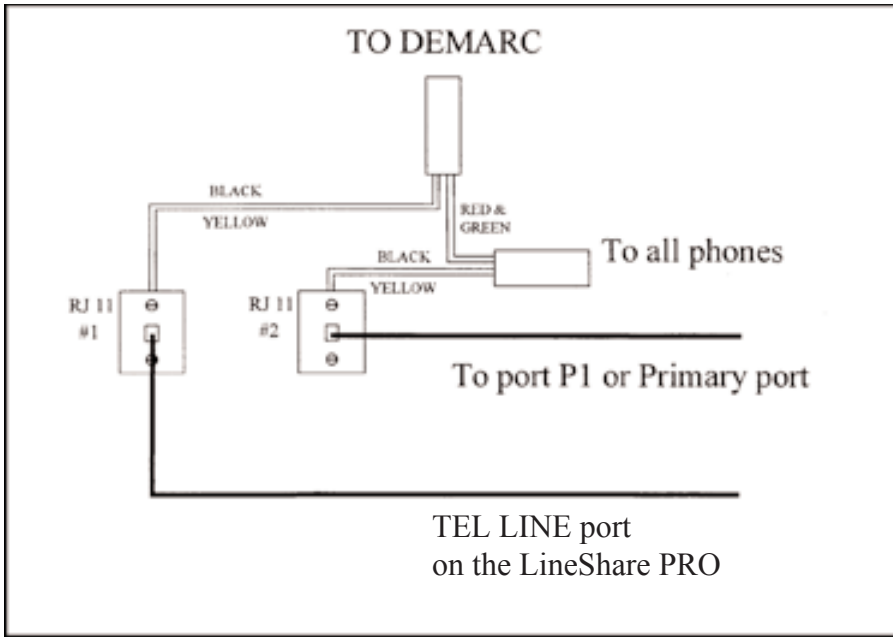 TO DEMARC
BLACK
YELLOW
RED &
GREEN
BLACK
YELLOW
To all phones
RJ 11
#1
RJ 11
#2
To port P1 or Primary port
TEL LINE port
on the LineShare PRO